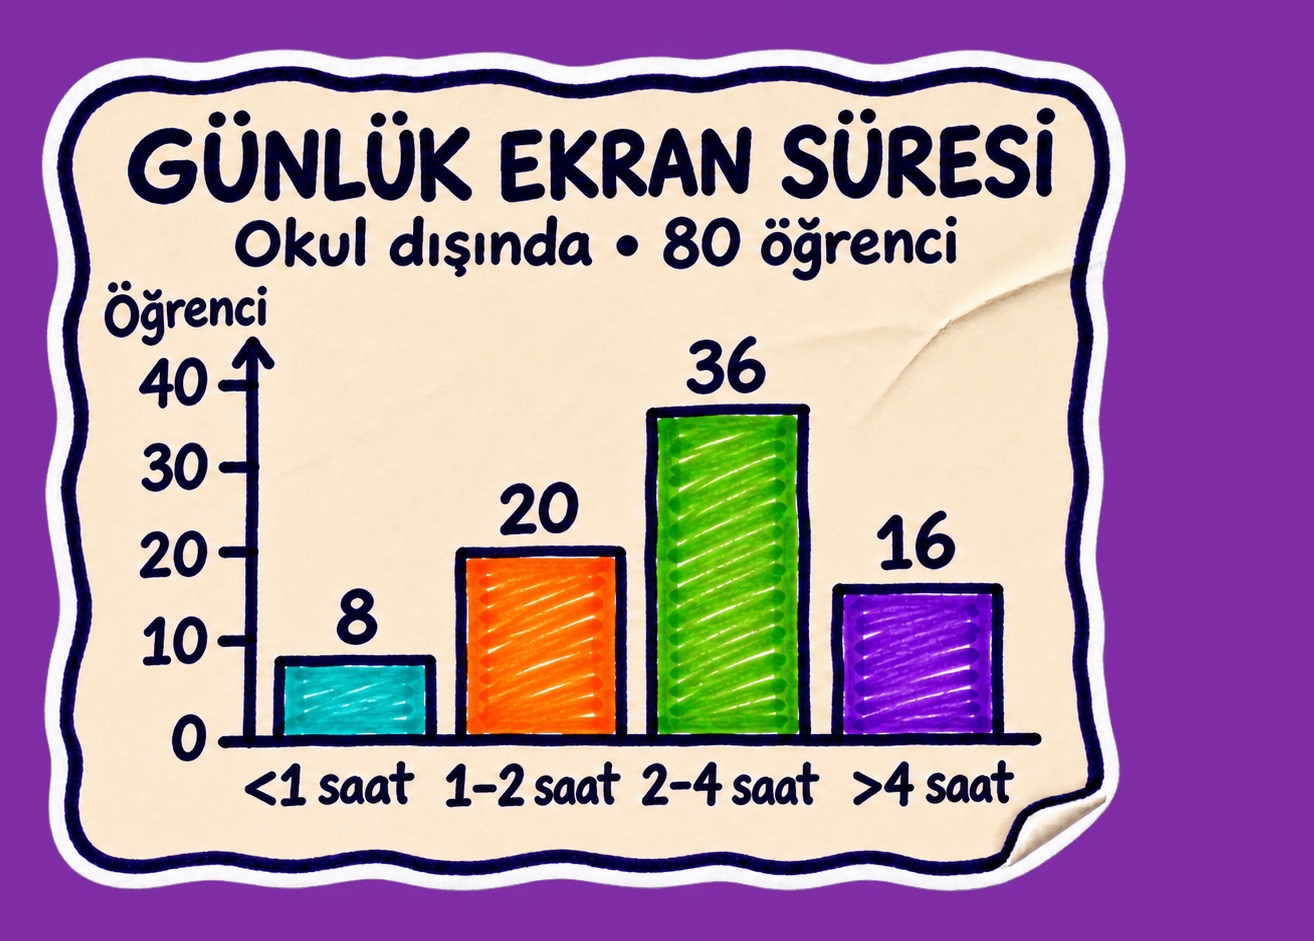 GÜNLÜK EKRAN SÜRESİ
Okul dışında • 80 öğrenci
Öğrenci
40
30
20
10
0
8
20
36
16
<1 saat 1-2 saat 2-4 saat >4 saat